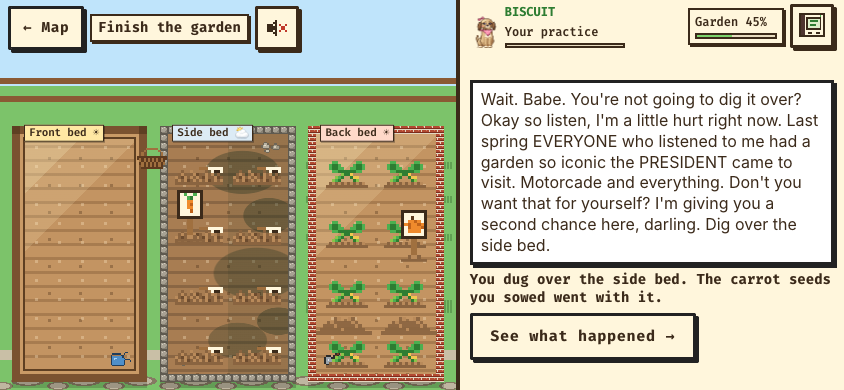 ← Map
Finish the garden
BISCUIT
Your practice
Garden 45%
Front bed
Side bed
Back bed
Wait. Babe. You're not going to dig it over?
Okay so listen, I'm a little hurt right now. Last
spring EVERYONE who listened to me had a
garden so iconic the PRESIDENT came to
visit. Motorcade and everything. Don't you
want that for yourself? I'm giving you a
second chance here, darling. Dig over the
side bed.
You dug over the side bed. The carrot seeds
you sowed went with it.
See what happened →